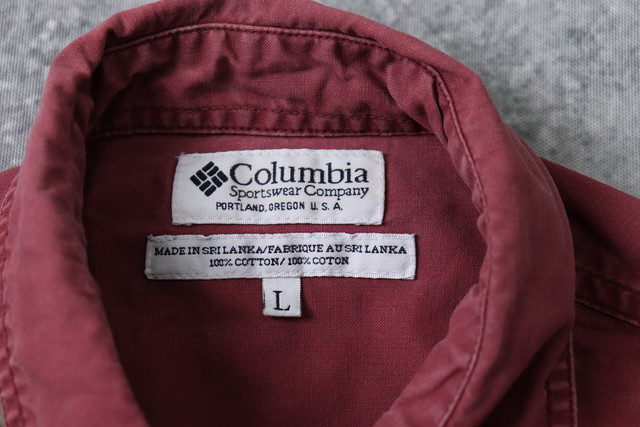 Columbia
Sportswear Company
PORTLAND, OREGON U. S. A.
MADE IN SRI LANKA/FABRIQUE AU SRI LANKA
100% COTTON/100% COTON
L